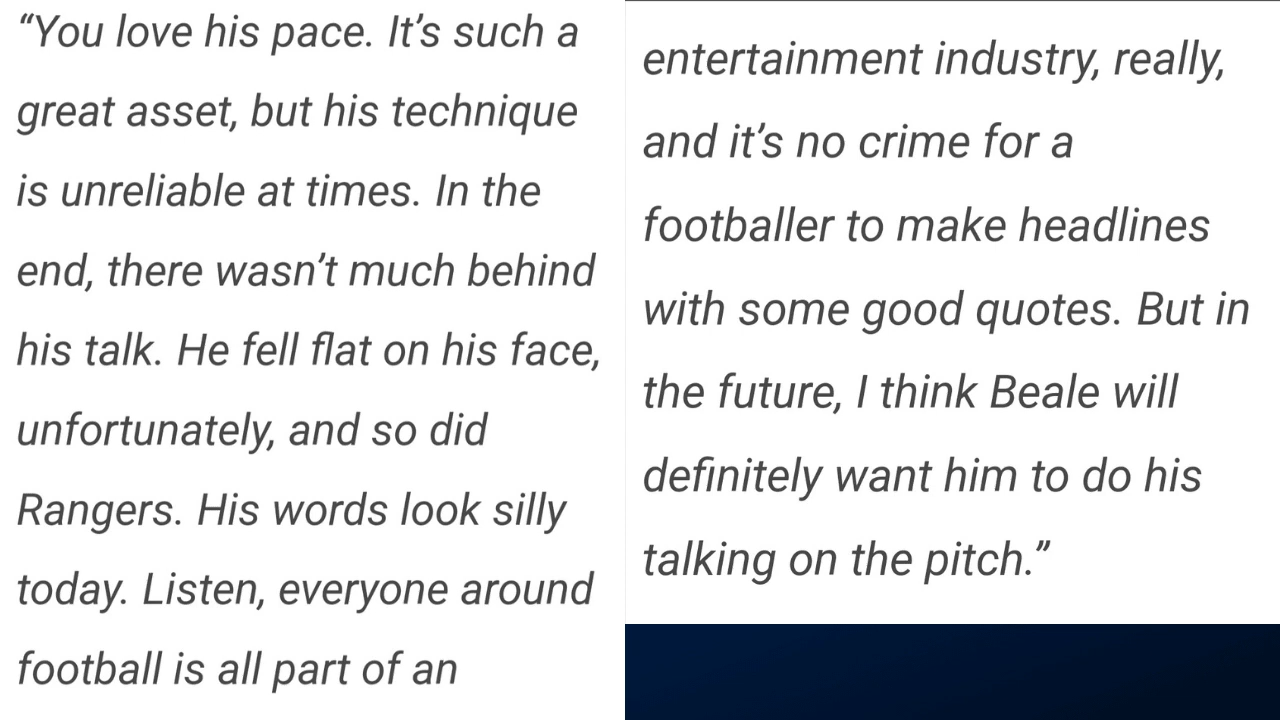 “You love his pace. It’s such a
great asset, but his technique
is unreliable at times. In the
end, there wasn’t much behind
his talk. He fell flat on his face,
unfortunately, and so did
Rangers. His words look silly
today. Listen, everyone around
football is all part of an
entertainment industry, really,
and it’s no crime for a
footballer to make headlines
with some good quotes. But in
the future, I think Beale will
definitely want him to do his
talking on the pitch.”